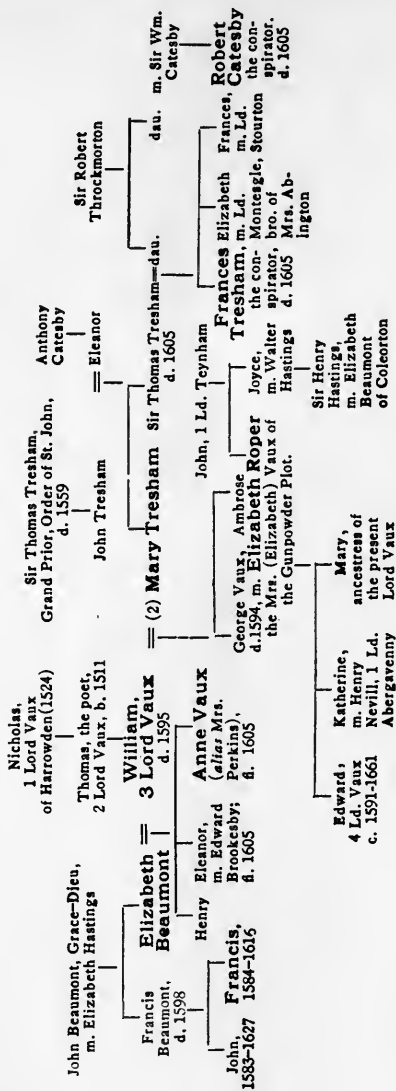 John Beaumont, Grace-Dieu,
m. Elizabeth Hastings
Francis
Beaumont,
d. 1598
John,
1583-1627
Francis,
1584-1616
Elizabeth
Beaumont
=
Henry
Eleanor,
m. Edward
Brookesby;
fl. 1605
Anne Vaux
(alias Mrs.
Perkins),
fl. 1605
Nicholas,
1 Lord Vaux
of Harrowden (1524)
Thomas, the poet,
2 Lord Vaux, b. 1511
William,
3 Lord Vaux
d. 1595
= (2) Mary Tresham
Sir Thomas Tresham,
Grand Prior, Order of St. John,
d. 1559
John Tresham
=
Eleanor
Anthony
Catesby
Sir Thomas Tresham=dau.
d. 1605
Sir Robert
Throckmorton
dau.
m. Sir Wm.
Catesby
Robert
Catesby
the con-
spirator,
d. 1605
Frances
Tresham,
the con-
spirator,
d. 1605
Elizabeth
m. Ld.
Monteagle,
bro. of
Mrs. Ab-
ington
Frances,
m. Ld.
Stourton
John, 1 Ld. Teynham
George Vaux,
d.1594, m. Elizabeth Roper
the Mrs. (Elizabeth) Vaux of
the Gunpowder Plot.
Ambrose
Joyce,
m. Walter
Hastings
Sir Henry
Hastings,
m. Elizabeth
Beaumont
of Coleorton
Edward,
4 Ld. Vaux
c. 1591-1661
Katherine,
m. Henry
Nevill, 1 Ld.
Abergavenny
Mary,
ancestress of
the present
Lord Vaux